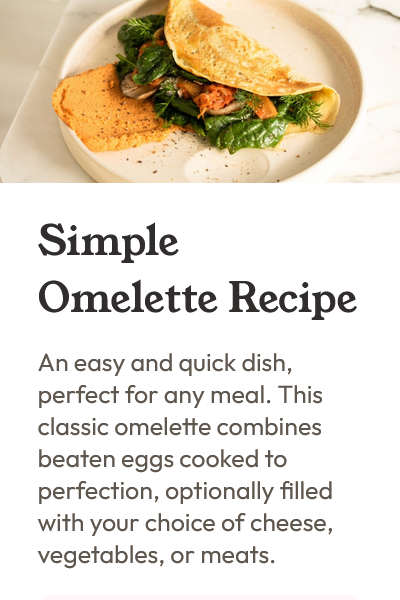 Simple
Omelette Recipe
An easy and quick dish,
perfect for any meal. This
classic omelette combines
beaten eggs cooked to
perfection, optionally filled
with your choice of cheese,
vegetables, or meats.